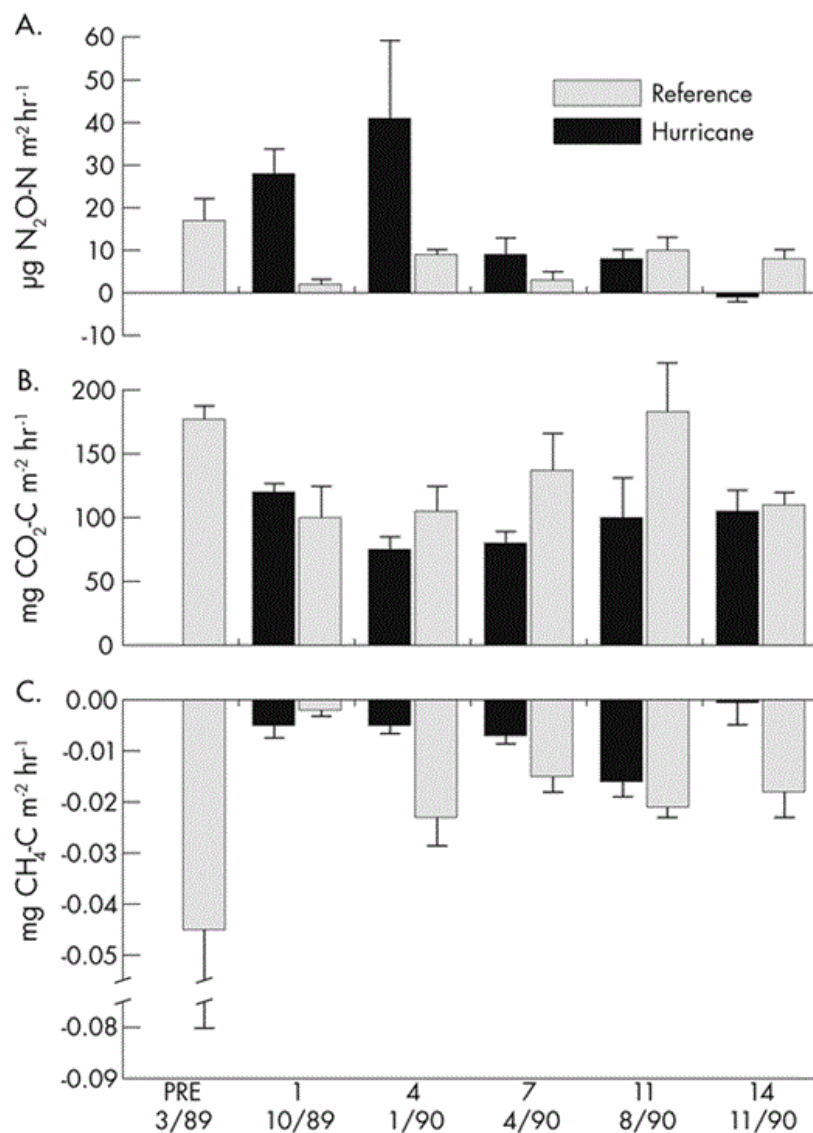 A.
µg N₂O-N m⁻² hr⁻¹
60
50
40
30
20
10
0
-10
Reference
Hurricane
B.
mg CO₂-C m⁻² hr⁻¹
200
150
100
50
0
C.
mg CH₄-C m⁻² hr⁻¹
0.00
-0.01
-0.02
-0.03
-0.04
-0.05
-0.08
-0.09
PRE 1 4 7 11 14
3/89 10/89 1/90 4/90 8/90 11/90